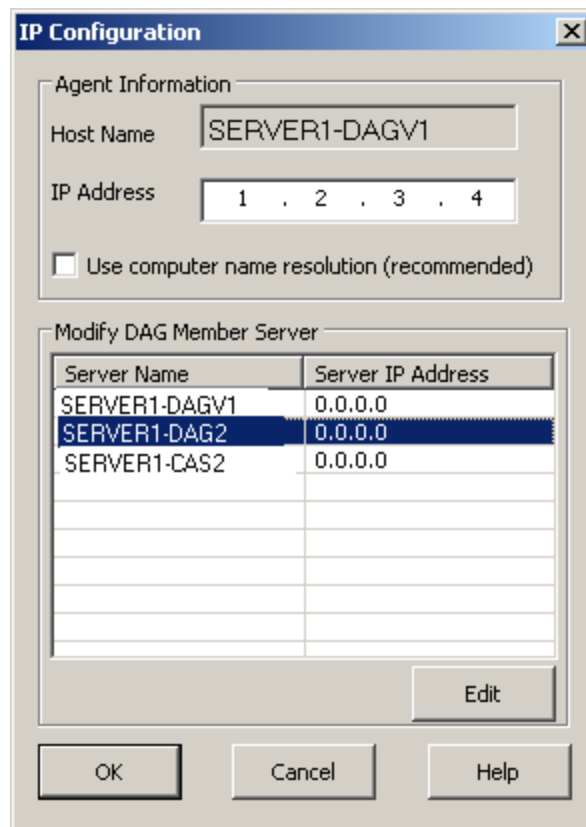 IP Configuration
Agent Information
Host Name SERVER1-DAGV1
IP Address 1 . 2 . 3 . 4
Use computer name resolution (recommended)
Modify DAG Member Server
Server Name Server IP Address
SERVER1-DAGV1 0.0.0.0
SERVER1-DAG2 0.0.0.0
SERVER1-CAS2 0.0.0.0
Edit
OK Cancel Help